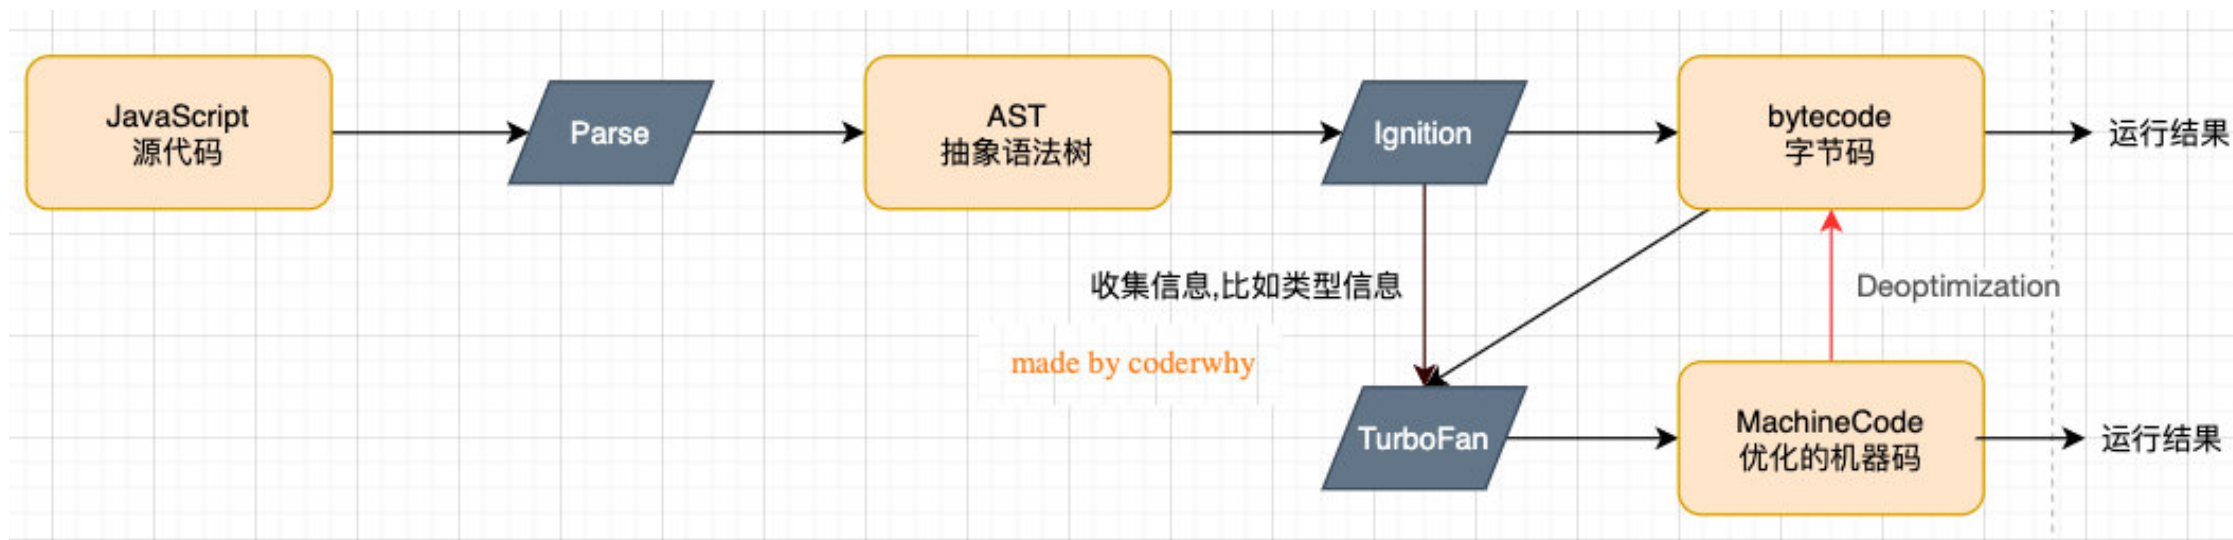 JavaScript
源代码
Parse
AST
抽象语法树
Ignition
bytecode
字节码
运行结果
收集信息,比如类型信息
Deoptimization
made by coderwhy
TurboFan
MachineCode
优化的机器码
运行结果